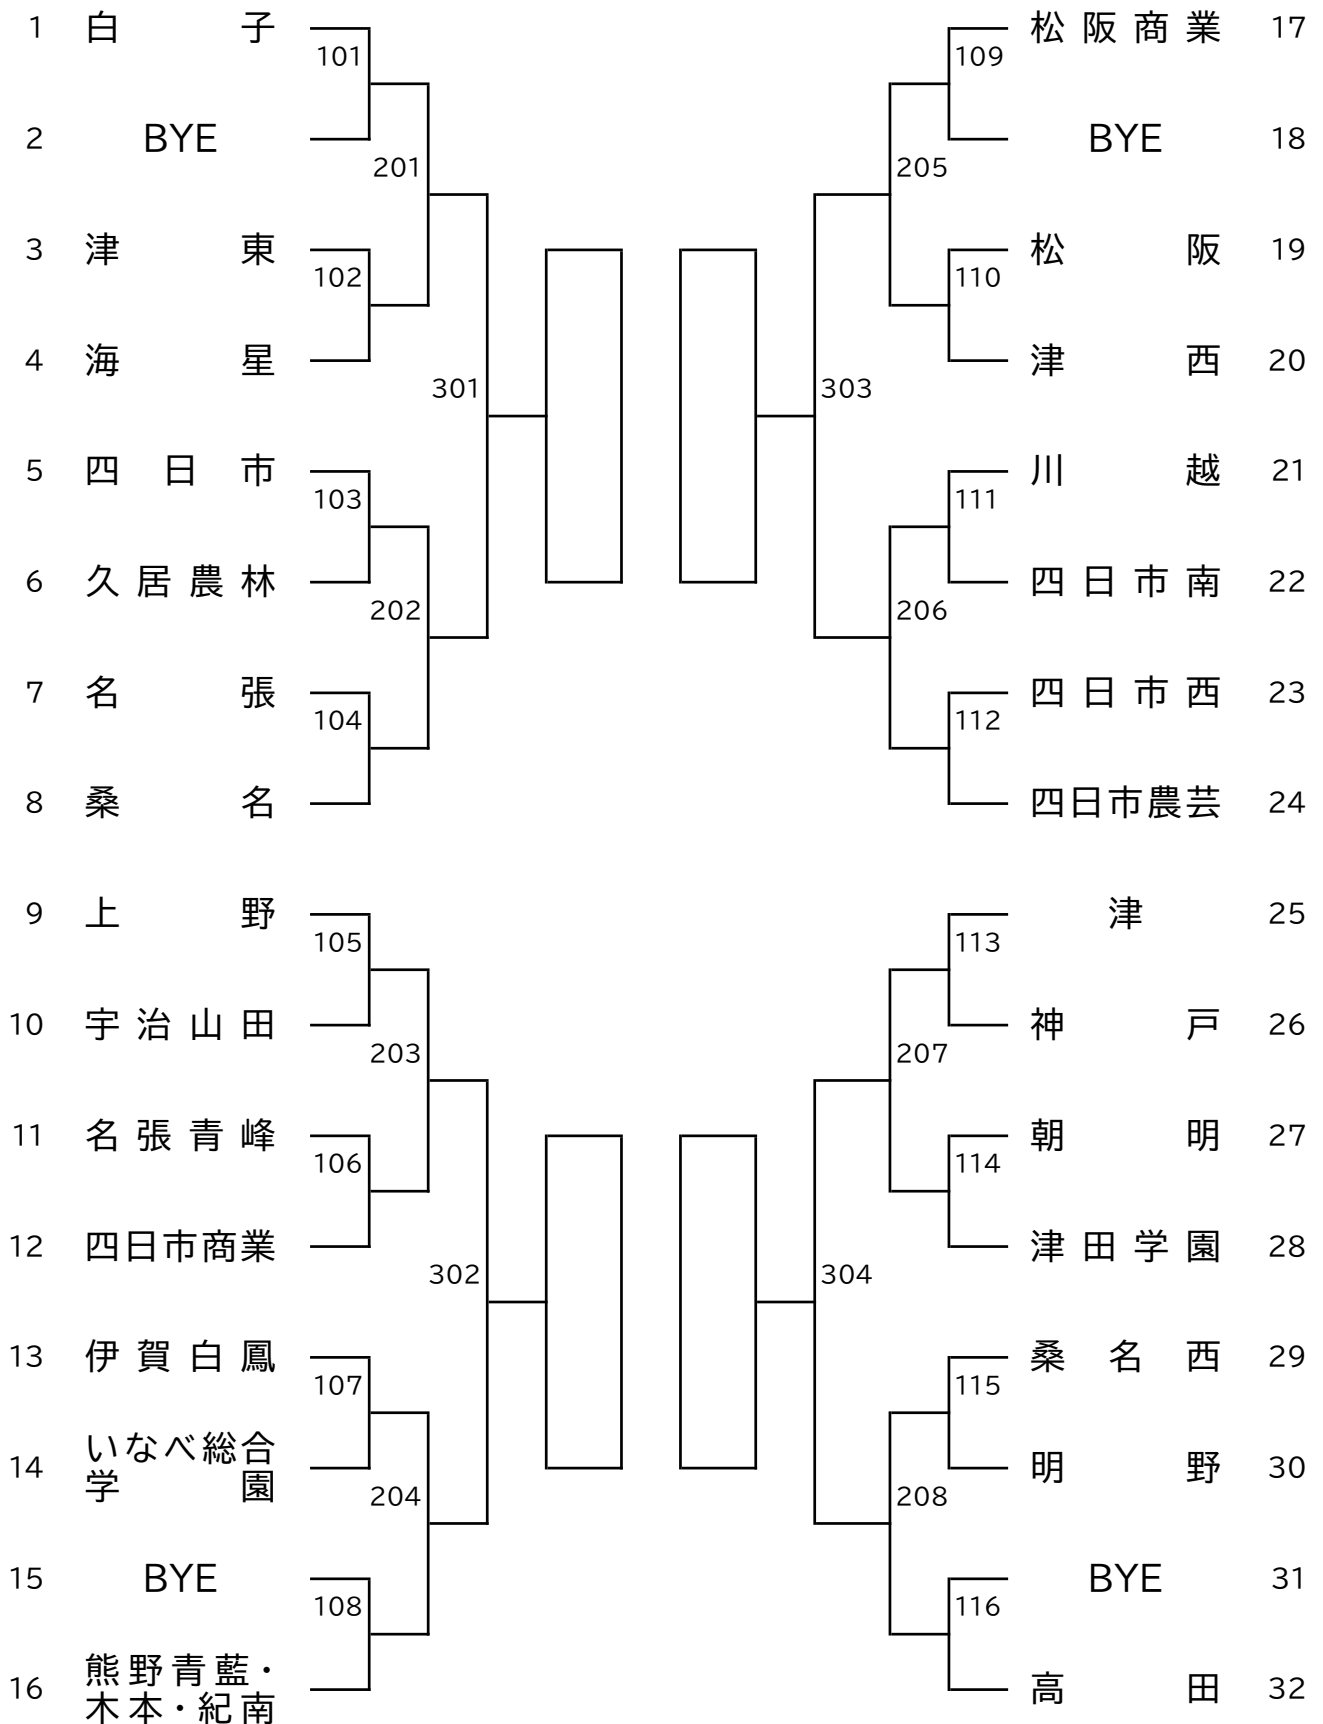 1 白子
101
2 BYE
201
3 津東
102
4 海星
301
5 四日市
103
6 久居農林
202
7 名張
104
8 桑名
9 上野
105
10 宇治山田
203
11 名張青峰
106
12 四日市商業
302
13 伊賀白鳳
107
14 いなべ総合
学園
204
15 BYE
108
16 熊野青藍・
木本・紀南
松阪商業 17
109
BYE 18
205
松阪 19
110
津西 20
303
川越 21
111
四日市南 22
206
四日市西 23
112
四日市農芸 24
津 25
113
神戸 26
207
朝明 27
114
津田学園 28
304
桑名西 29
115
明野 30
208
BYE 31
116
高田 32